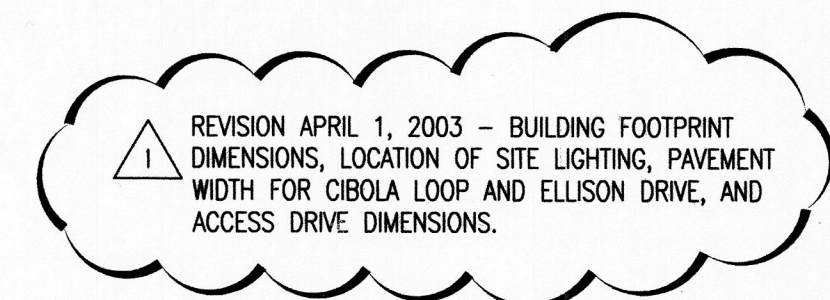 REVISION APRIL 1, 2003 – BUILDING FOOTPRINT
1 DIMENSIONS, LOCATION OF SITE LIGHTING, PAVEMENT
WIDTH FOR CIBOLA LOOP AND ELLISON DRIVE, AND
ACCESS DRIVE DIMENSIONS.